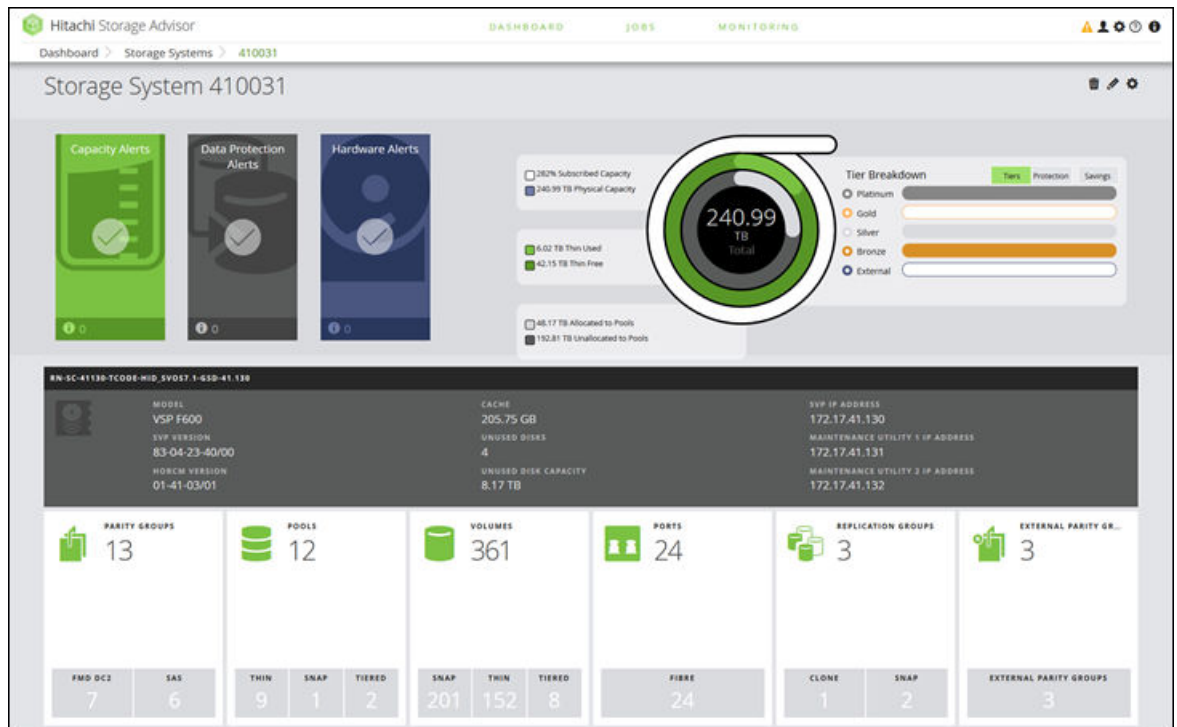 Hitachi Storage Advisor
DASHBOARD JOBS MONITORING
Dashboard > Storage Systems > 410031
Storage System 410031
Capacity Alerts
0
Data Protection
Alerts
0
Hardware Alerts
0
282% Subscribed Capacity
240.99 TB Physical Capacity
6.02 TB Thin Used
42.15 TB Thin Free
48.17 TB Allocated to Pools
192.81 TB Unallocated to Pools
240.99
TB
Total
Tier Breakdown
Tiers Protection Savings
Platinum
Gold
Silver
Bronze
External
RN-SC-41130-TCODE-HID_SVOS7.1-GSD-41.130
MODEL
VSP F600
SVP VERSION
83-04-23-40/00
HORCM VERSION
01-41-03/01
CACHE
205.75 GB
UNUSED DISKS
4
UNUSED DISK CAPACITY
8.17 TB
SVP IP ADDRESS
172.17.41.130
MAINTENANCE UTILITY 1 IP ADDRESS
172.17.41.131
MAINTENANCE UTILITY 2 IP ADDRESS
172.17.41.132
PARITY GROUPS
13
FMD DC2 SAS
7 6
POOLS
12
THIN SNAP TIERED
9 1 2
VOLUMES
361
SNAP THIN TIERED
201 152 8
PORTS
24
FIBRE
24
REPLICATION GROUPS
3
CLONE SNAP
1 2
EXTERNAL PARITY GR...
3
EXTERNAL PARITY GROUPS
3